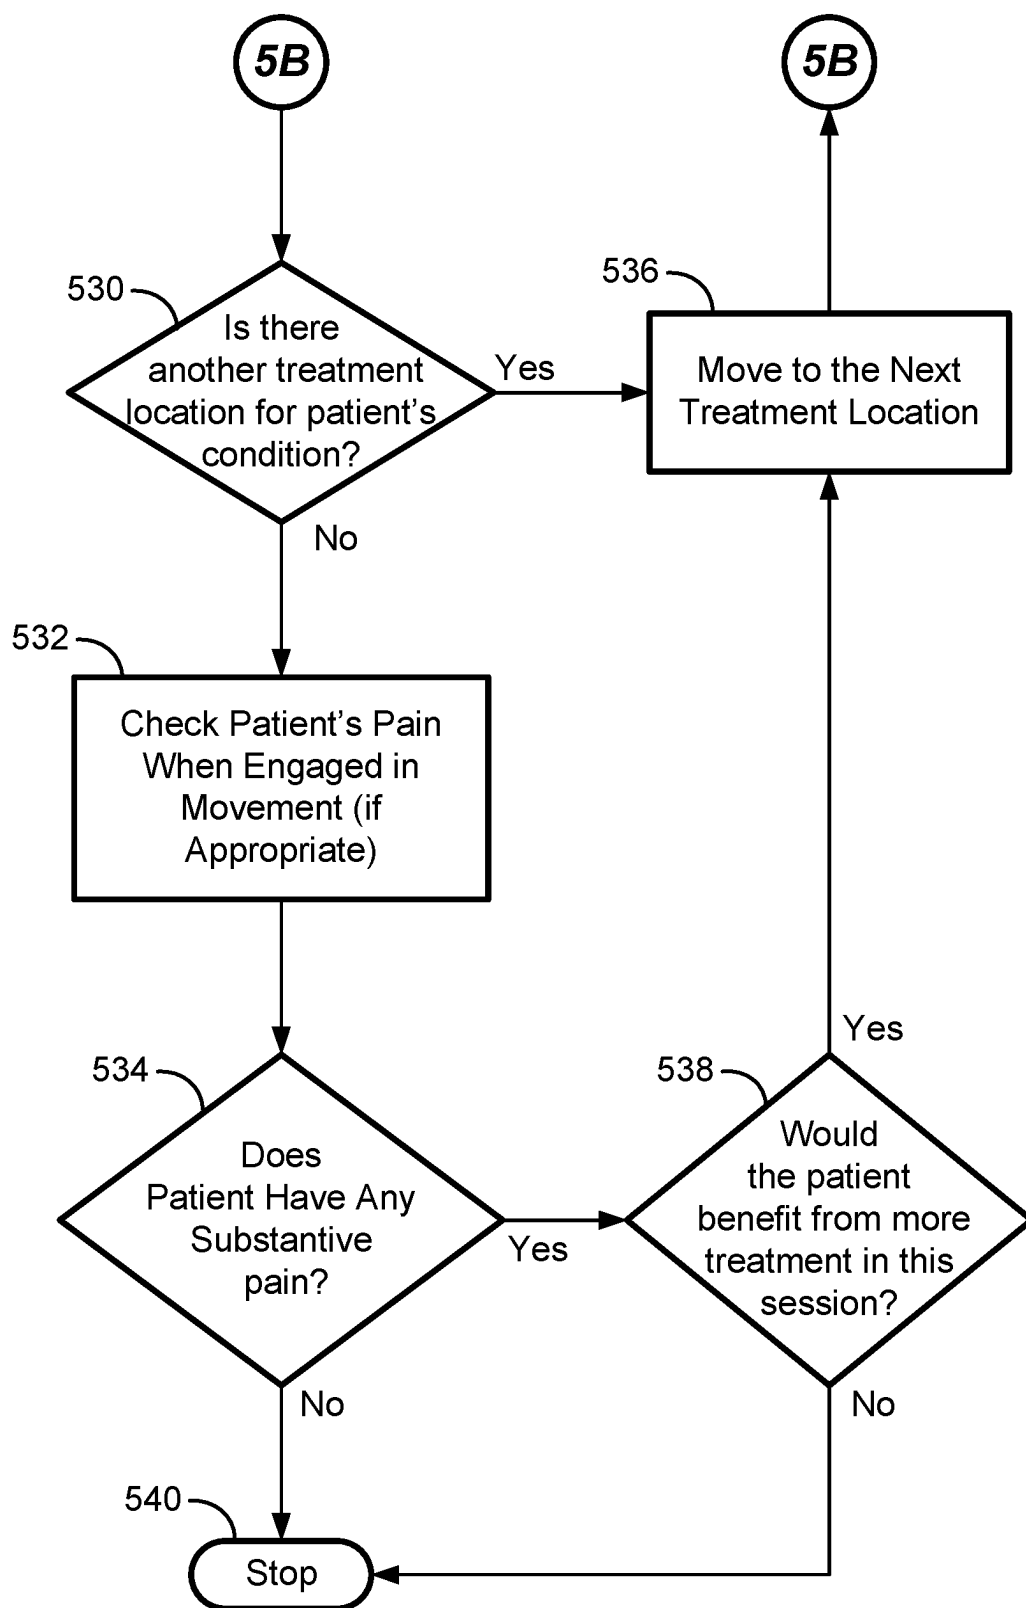 5B
5B
530
Is there
another treatment
location for patient's
condition?
Yes
No
536
Move to the Next
Treatment Location
532
Check Patient's Pain
When Engaged in
Movement (if
Appropriate)
534
Does
Patient Have Any
Substantive
pain?
Yes
No
538
Would
the patient
benefit from more
treatment in this
session?
Yes
No
540
Stop